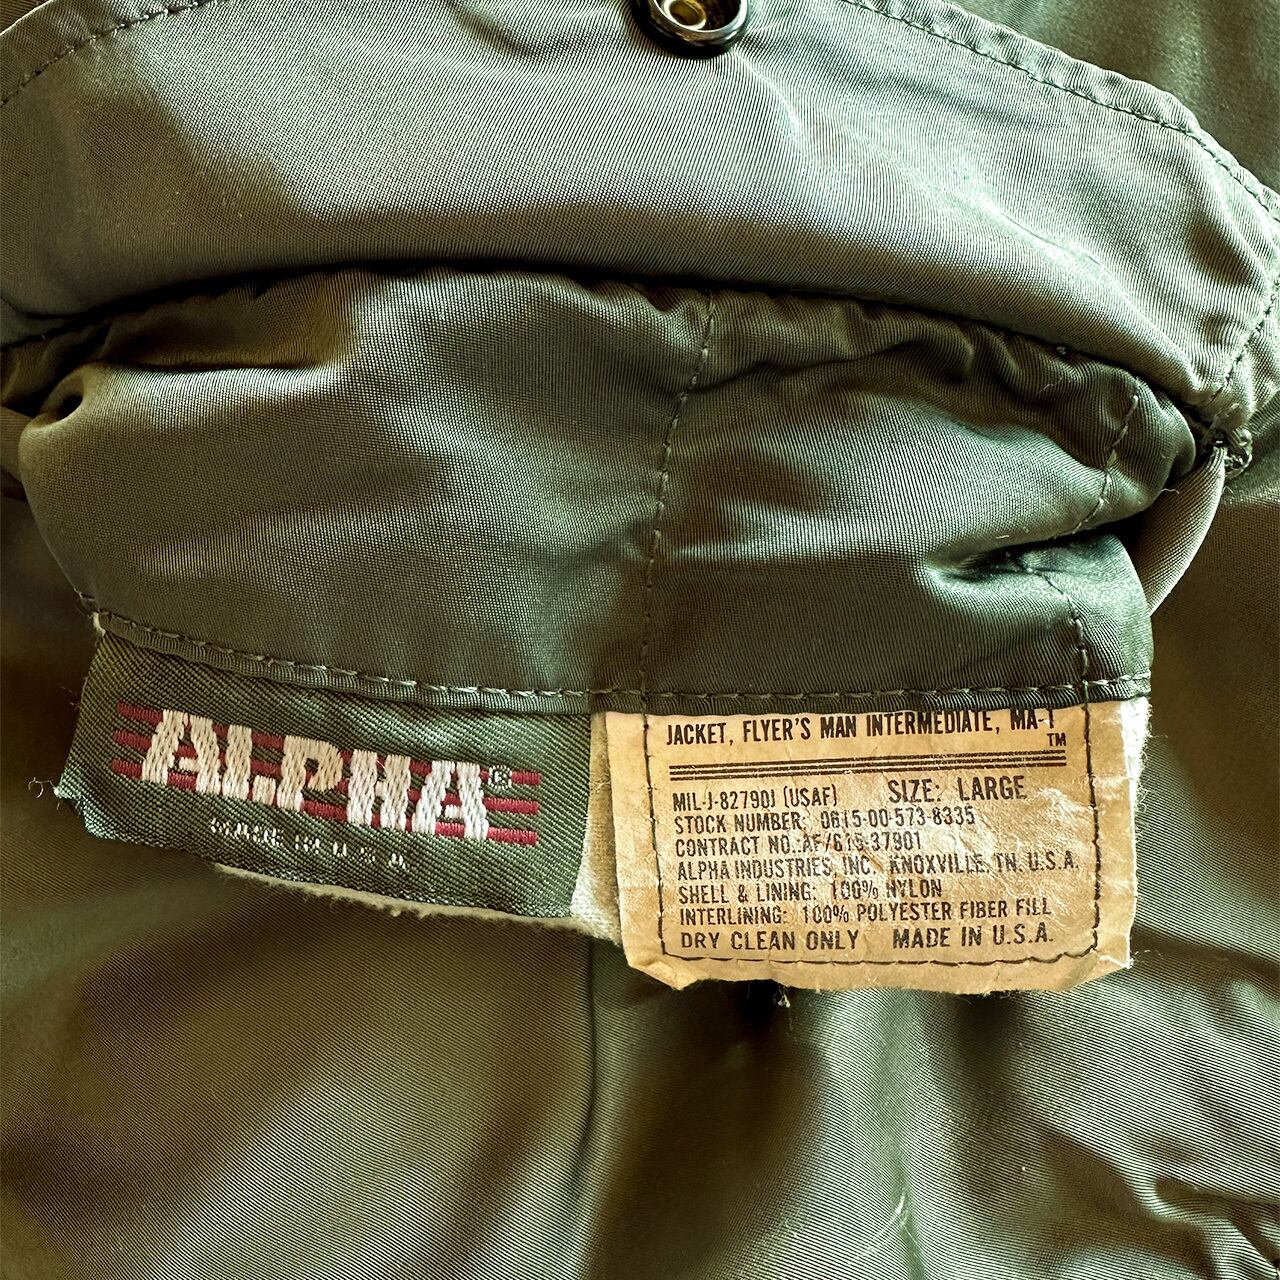 ALPHA®
MADE IN U.S.A.
JACKET, FLYER'S MAN INTERMEDIATE, MA-1
TM
MIL-J-8279OJ (USAF) SIZE: LARGE
STOCK NUMBER: 0615-00-573-8335
CONTRACT NO.:AF/615-37901
ALPHA INDUSTRIES, INC. KNOXVILLE, TN. U.S.A.
SHELL & LINING: 100% NYLON
INTERLINING: 100% POLYESTER FIBER FILL
DRY CLEAN ONLY MADE IN U.S.A.